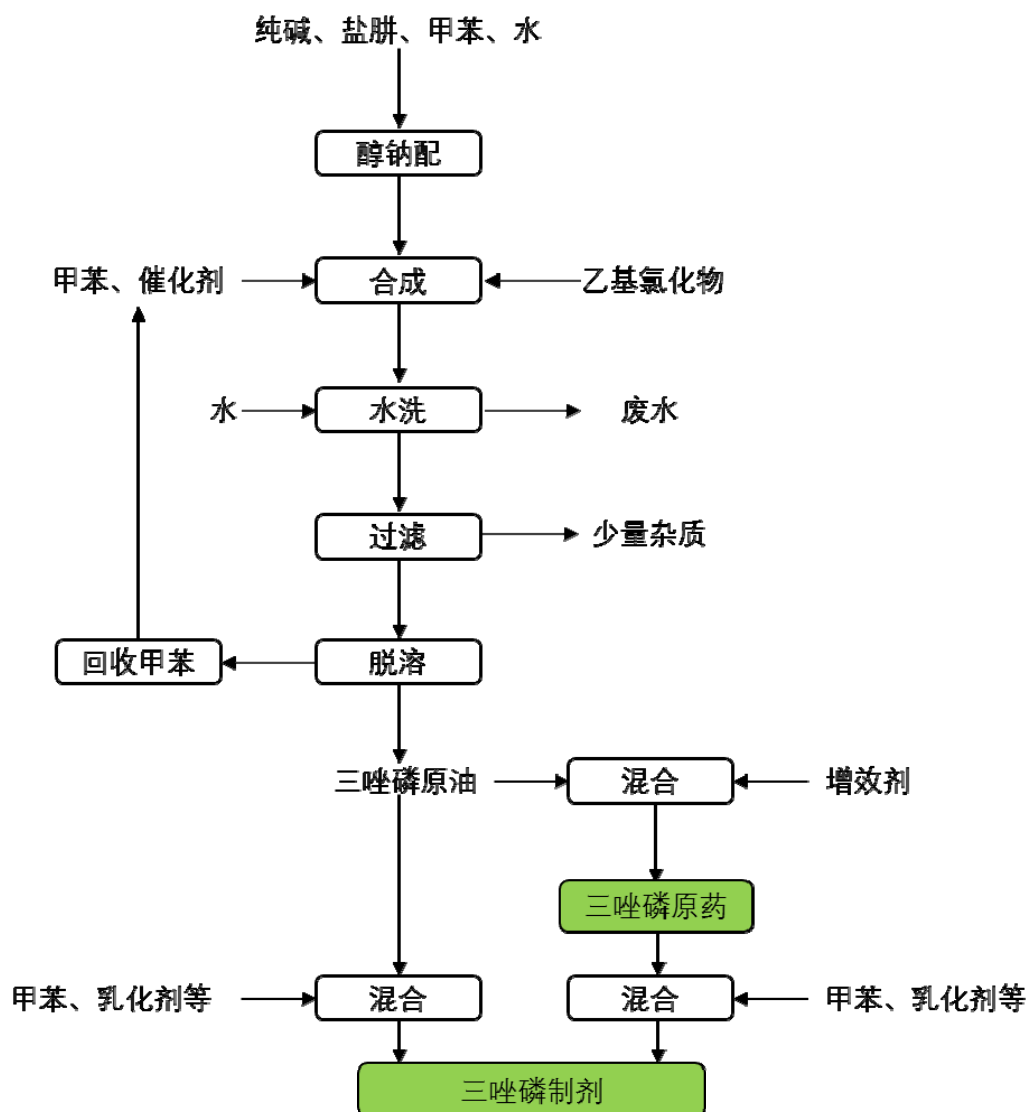 纯碱、盐肼、甲苯、水
醇钠配
甲苯、催化剂
合成
乙基氯化物
水
水洗
废水
过滤
少量杂质
回收甲苯
脱溶
三唑磷原油
混合
增效剂
三唑磷原药
甲苯、乳化剂等
混合
混合
甲苯、乳化剂等
三唑磷制剂